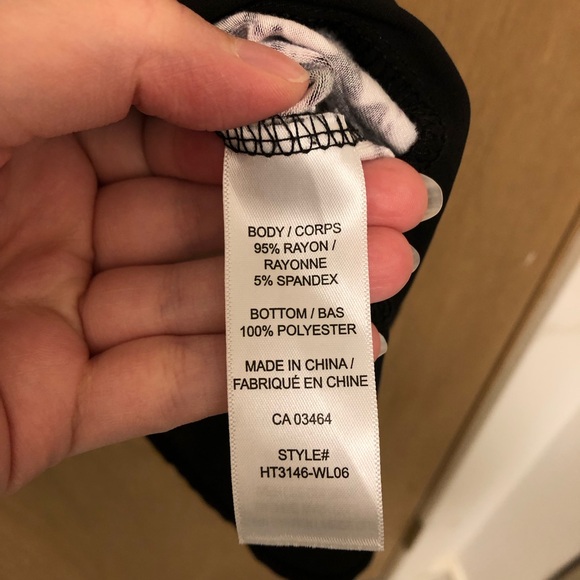 BODY / CORPS
95% RAYON /
RAYONNE
5% SPANDEX
BOTTOM / BAS
100% POLYESTER
MADE IN CHINA /
FABRIQUÉ EN CHINE
CA 03464
STYLE#
HT3146-WL06